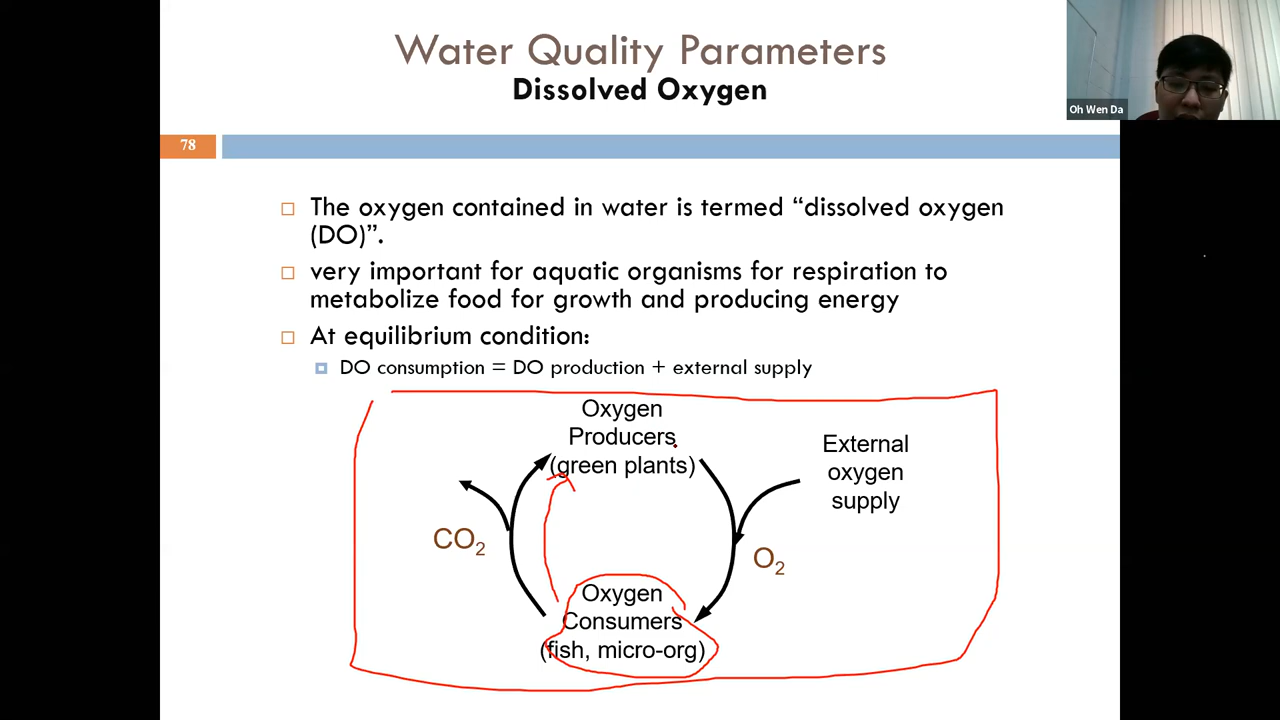 Water Quality Parameters
Dissolved Oxygen
Oh Wen Da
78
The oxygen contained in water is termed “dissolved oxygen
(DO)”.
very important for aquatic organisms for respiration to
metabolize food for growth and producing energy
At equilibrium condition:
DO consumption = DO production + external supply
Oxygen
Producers
(green plants)
External
oxygen
supply
CO2
O2
Oxygen
Consumers
(fish, micro-org)